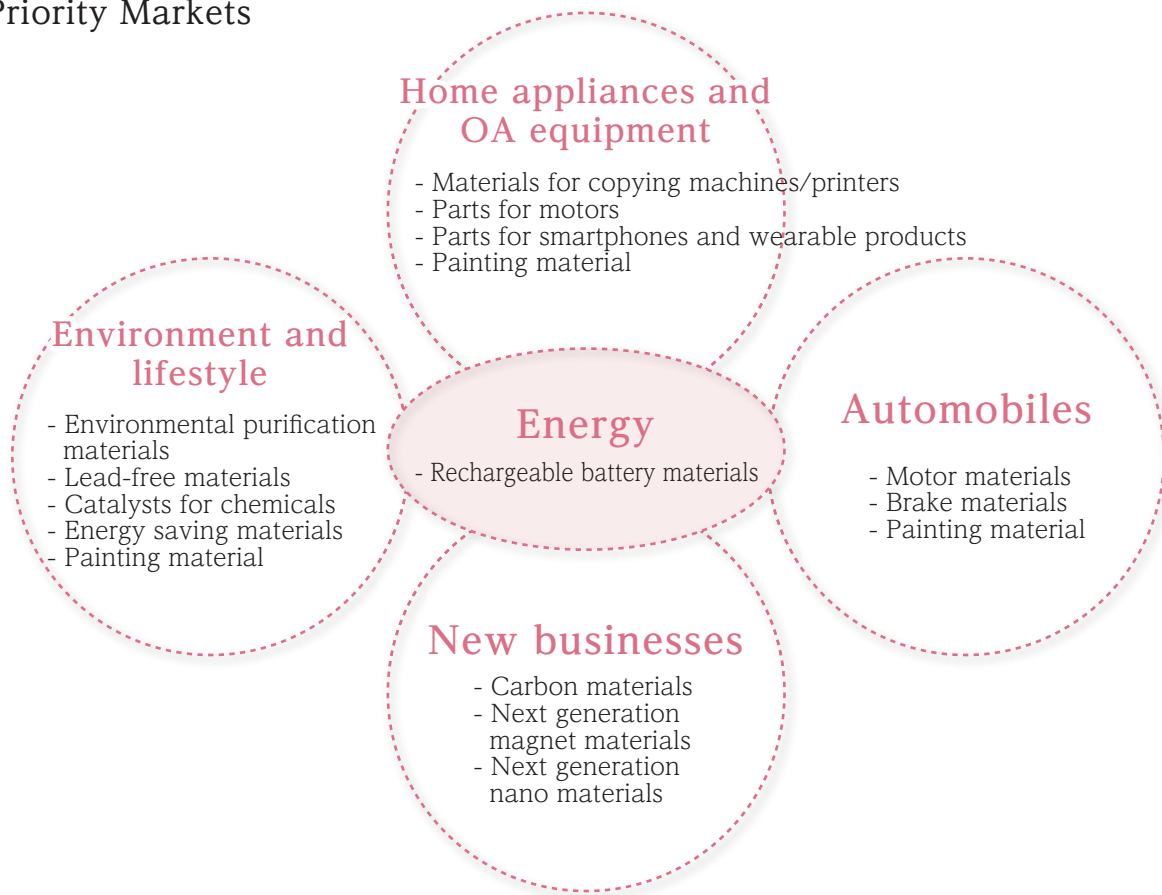 Priority Markets
Home appliances and
OA equipment
- Materials for copying machines/printers
- Parts for motors
- Parts for smartphones and wearable products
- Painting material
Environment and
lifestyle
- Environmental purification
materials
- Lead-free materials
- Catalysts for chemicals
- Energy saving materials
- Painting material
Energy
- Rechargeable battery materials
Automobiles
- Motor materials
- Brake materials
- Painting material
New businesses
- Carbon materials
- Next generation
magnet materials
- Next generation
nano materials